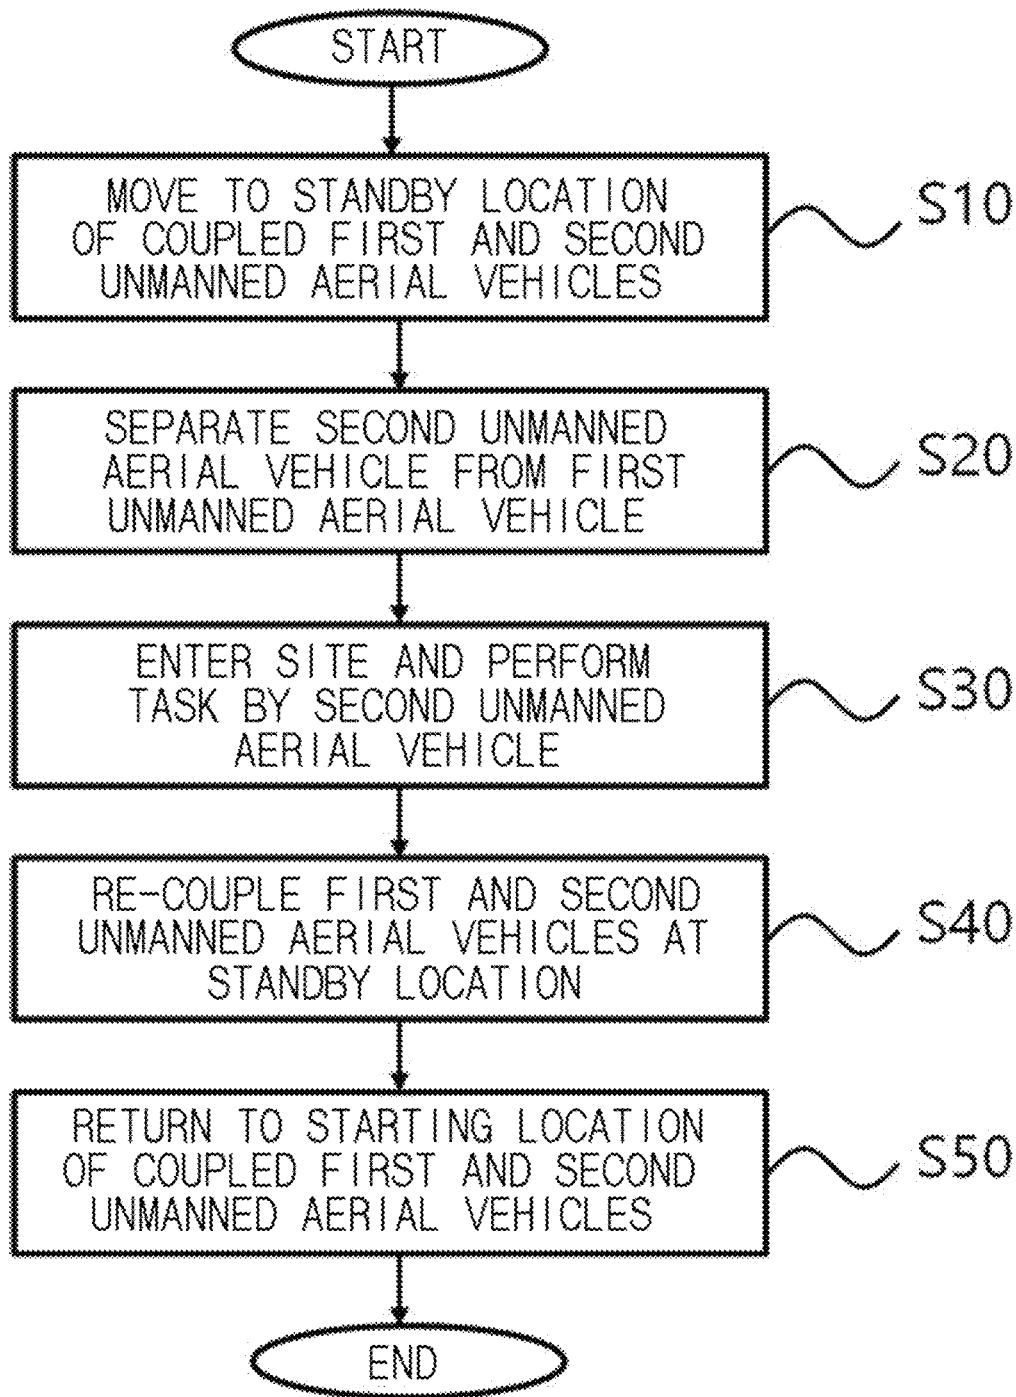 START
MOVE TO STANDBY LOCATION
OF COUPLED FIRST AND SECOND
UNMANNED AERIAL VEHICLES
S10
SEPARATE SECOND UNMANNED
AERIAL VEHICLE FROM FIRST
UNMANNED AERIAL VEHICLE
S20
ENTER SITE AND PERFORM
TASK BY SECOND UNMANNED
AERIAL VEHICLE
S30
RE-COUPLE FIRST AND SECOND
UNMANNED AERIAL VEHICLES AT
STANDBY LOCATION
S40
RETURN TO STARTING LOCATION
OF COUPLED FIRST AND SECOND
UNMANNED AERIAL VEHICLES
S50
END